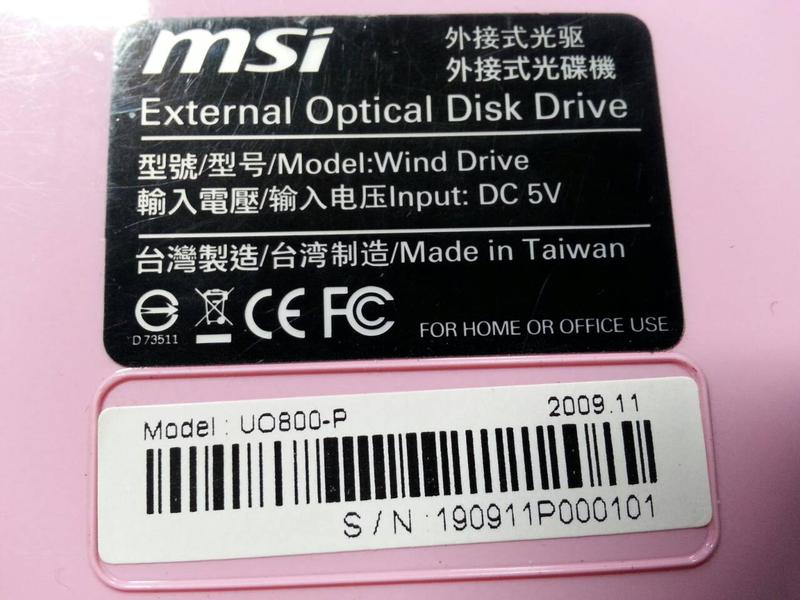 msi
外接式光驱
外接式光碟機
External Optical Disk Drive
型號/型号/Model:Wind Drive
輸入電壓/输入电压Input: DC 5V
台灣製造/台湾制造/Made in Taiwan
D73511
CE FC
FOR HOME OR OFFICE USE
Model : UO800-P
2009.11
S/N : 190911P000101